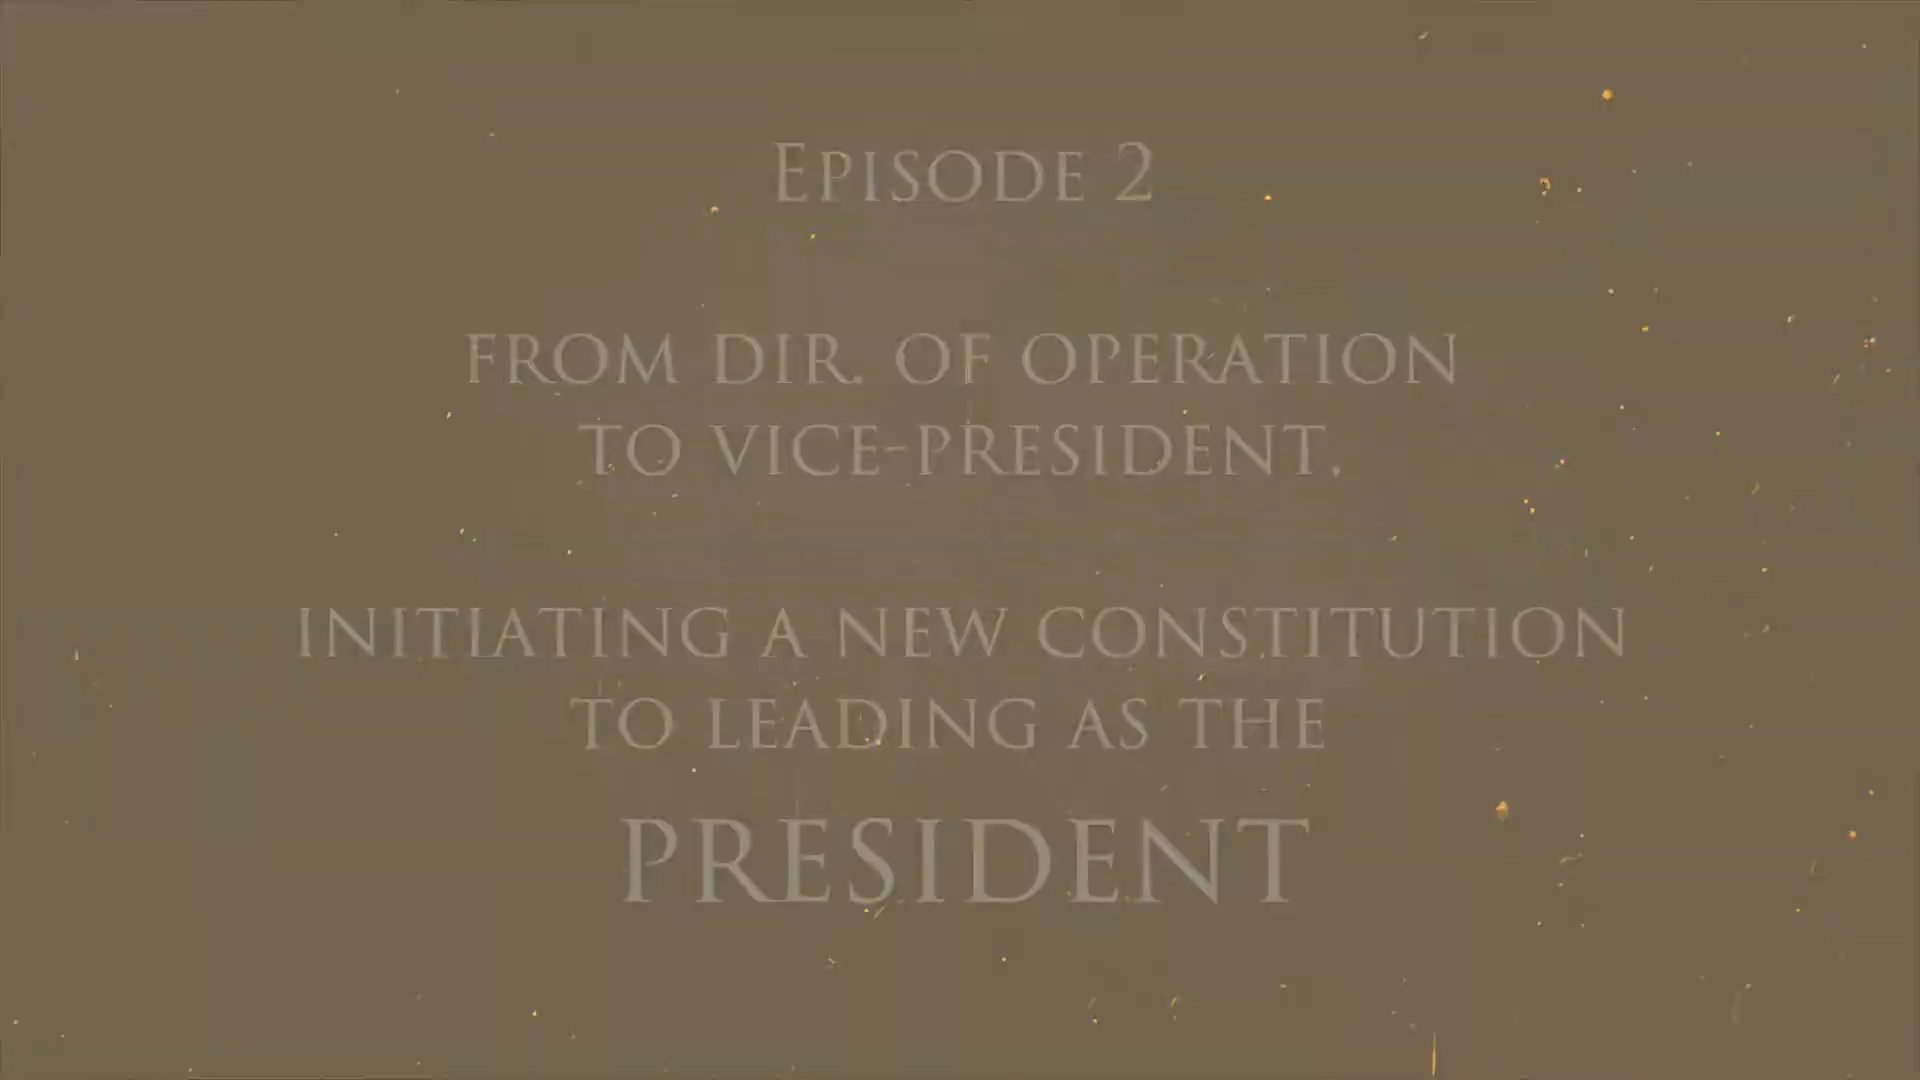 EPISODE 2
FROM DIR. OF OPERATION
TO VICE-PRESIDENT.
INITIATING A NEW CONSTITUTION
TO LEADING AS THE
PRESIDENT